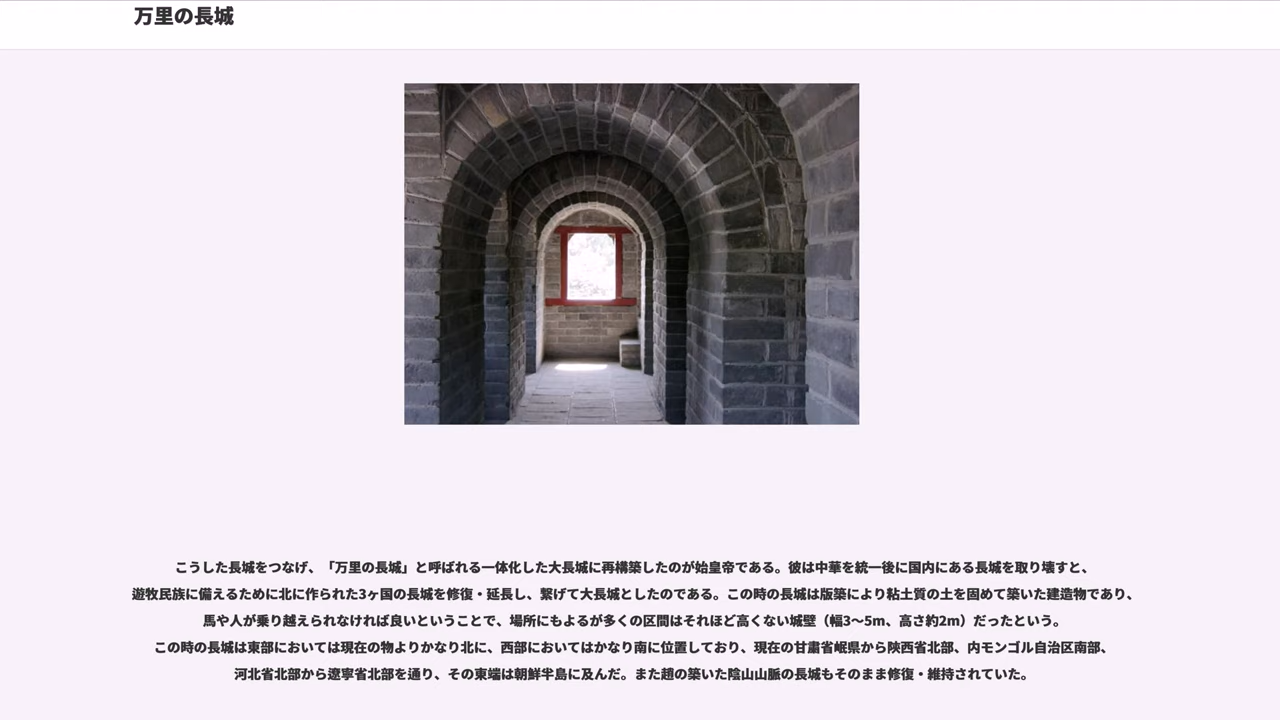 万里の長城
こうした長城をつなげ、「万里の長城」と呼ばれる一体化した大長城に再構築したのが始皇帝である。彼は中華を統一後に国内にある長城を取り壊すと、
遊牧民族に備えるために北に作られた3ヶ国の長城を修復・延長し、繋げて大長城としたのである。この時の長城は版築により粘土質の土を固めて築いた建造物であり、
馬や人が乗り越えられなければ良いということで、場所にもよるが多くの区間はそれほど高くない城壁（幅3〜5m、高さ約2m）だったという。
この時の長城は東部においては現在の物よりかなり北に、西部においてはかなり南に位置しており、現在の甘粛省岷県から陝西省北部、内モンゴル自治区南部、
河北省北部から遼寧省北部を通り、その東端は朝鮮半島に及んだ。また趙の築いた陰山山脈の長城もそのまま修復・維持されていた。